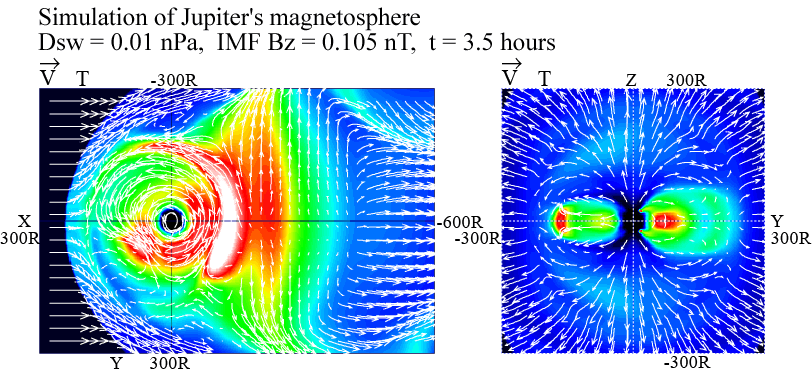 Simulation of Jupiter's magnetosphere
Dsw = 0.01 nPa, IMF Bz = 0.105 nT, t = 3.5 hours
V T -300R
X
300R
-600R
Y 300R
V T Z 300R
-300R
Y
300R
-300R